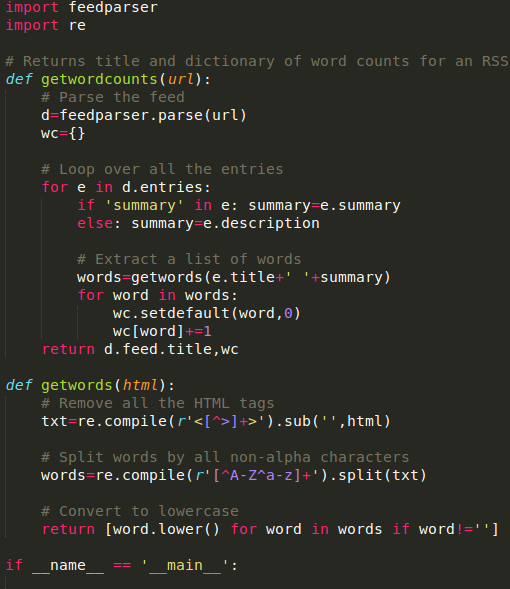 import feedparser
import re

# Returns title and dictionary of word counts for an RSS
def getwordcounts(url):
    # Parse the feed
    d=feedparser.parse(url)
    wc={}

    # Loop over all the entries
    for e in d.entries:
        if 'summary' in e: summary=e.summary
        else: summary=e.description

        # Extract a list of words
        words=getwords(e.title+' '+summary)
        for word in words:
            wc.setdefault(word,0)
            wc[word]+=1
    return d.feed.title,wc

def getwords(html):
    # Remove all the HTML tags
    txt=re.compile(r'<[^>]+>').sub('',html)

    # Split words by all non-alpha characters
    words=re.compile(r'[^A-Z^a-z]+').split(txt)

    # Convert to lowercase
    return [word.lower() for word in words if word!='']

if __name__ == '__main__':